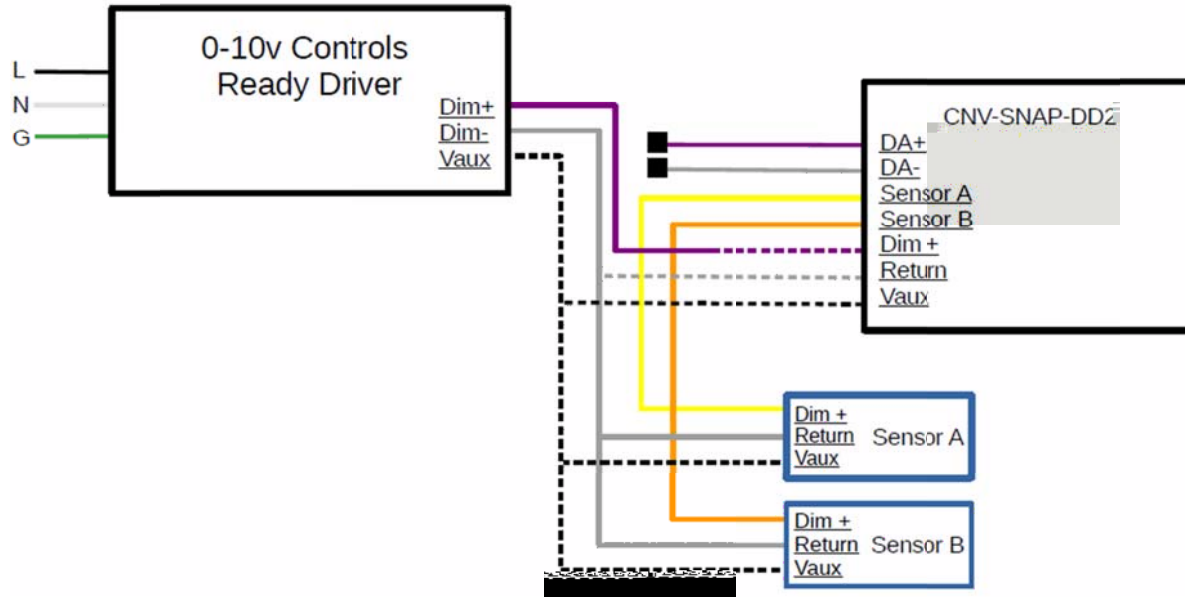 0-10v Controls
Ready Driver
L
N
G
Dim+
Dim-
Vaux
CNV-SNAP-DD2
DA+
DA-
Sensor A
Sensor B
Dim +
Return
Vaux
Dim +
Return
Vaux
Sensor A
Dim +
Return
Vaux
Sensor B